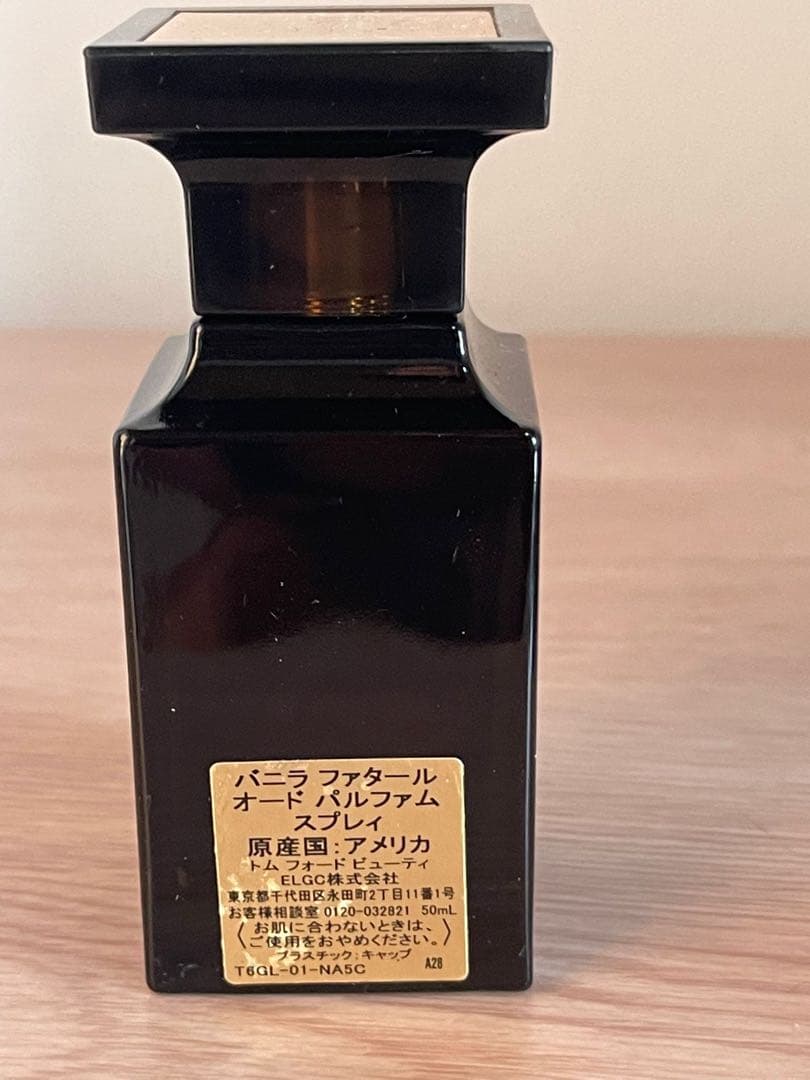 バニラ ファタール
オード パルファム
スプレィ
原産国:アメリカ
トム フォード ビューティ
ELGC株式会社
東京都千代田区永田町2丁目11番1号
お客様相談室 0120-032821 50mL
〈お肌に合わないときは、
ご使用をおやめください。〉
プラスチック:キャップ
T6GL-01-NA5C A28